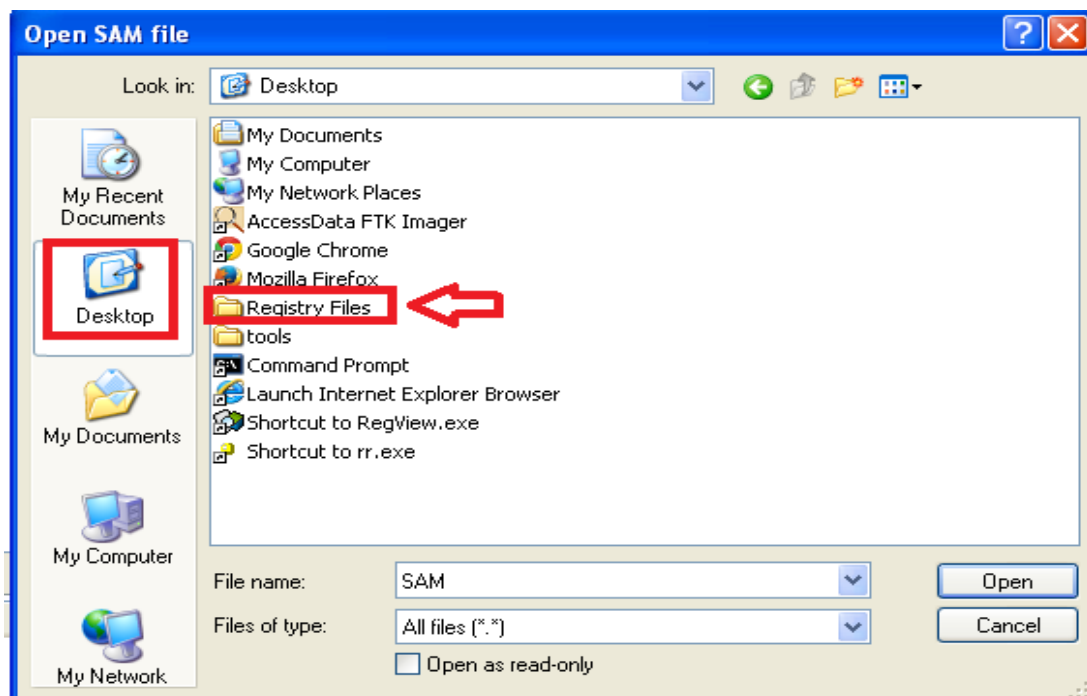 Open SAM file
Look in: Desktop
My Recent
Documents
Desktop
My Documents
My Computer
My Network
My Documents
My Computer
My Network Places
AccessData FTK Imager
Google Chrome
Mozilla Firefox
Registry Files
tools
Command Prompt
Launch Internet Explorer Browser
Shortcut to RegView.exe
Shortcut to rr.exe
File name: SAM Open
Files of type: All files (*.*) Cancel
Open as read-only